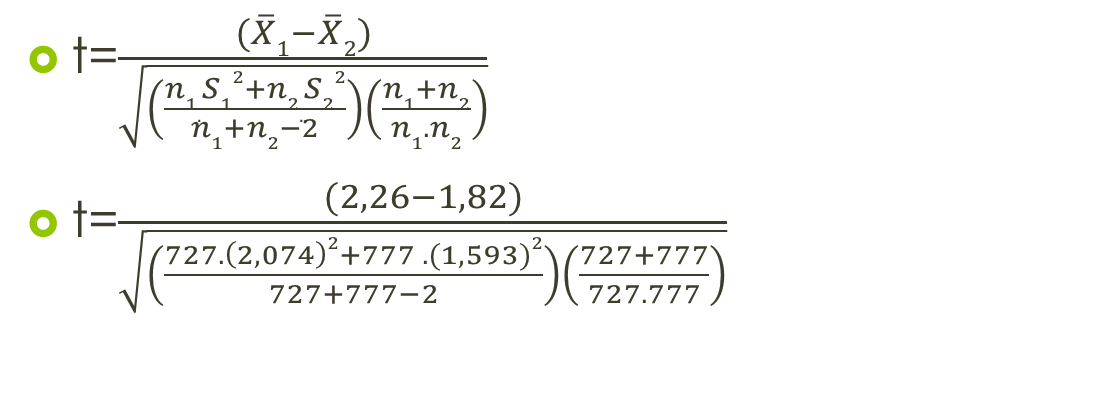 †= (X̄₁−X̄₂) / √((n₁S₁²+n₂S₂²)/(n₁+n₂−2))((n₁+n₂)/(n₁.n₂))
†= (2,26−1,82) / √((727.(2,074)²+777 .(1,593)²)/(727+777−2))((727+777)/(727.777))